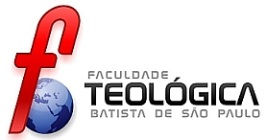 FACULDADE
TEOLÓGICA
BATISTA DE SÃO PAULO